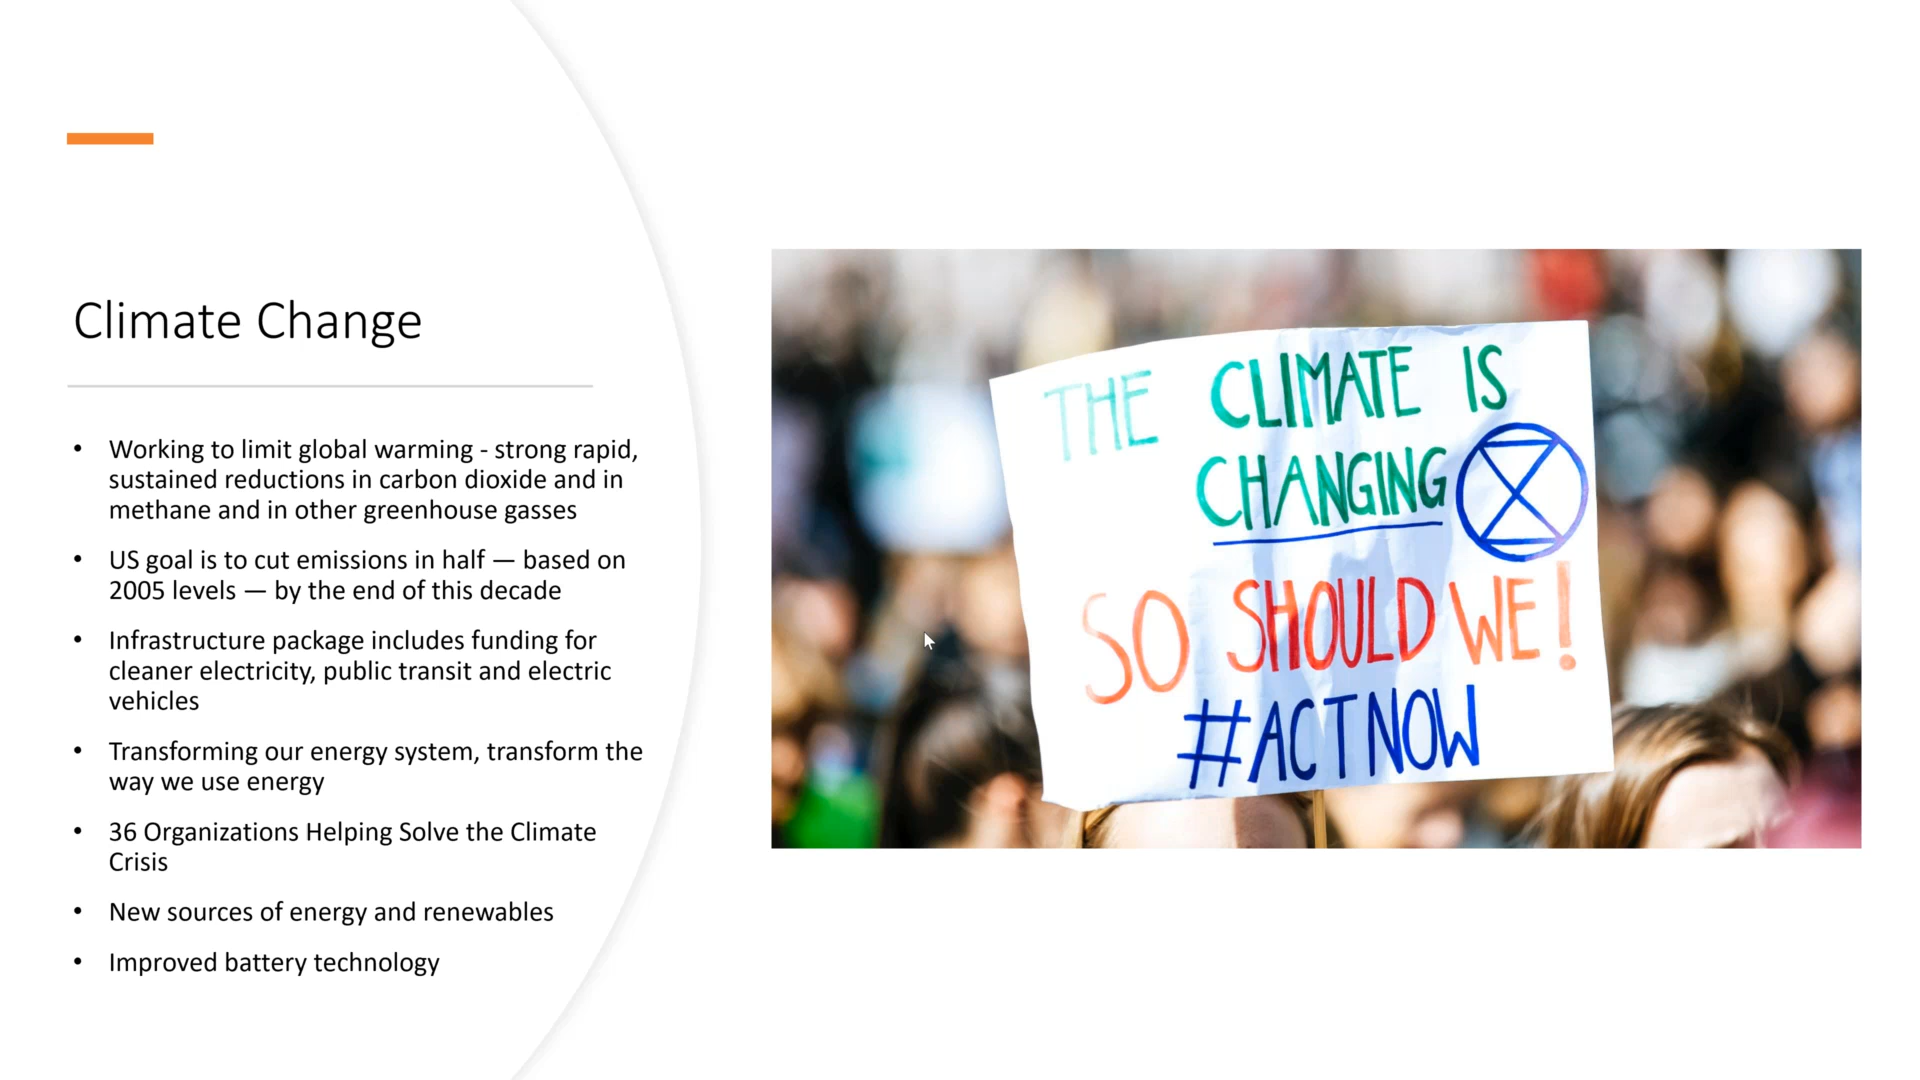 Climate Change
• Working to limit global warming - strong rapid,
sustained reductions in carbon dioxide and in
methane and in other greenhouse gasses
• US goal is to cut emissions in half — based on
2005 levels — by the end of this decade
• Infrastructure package includes funding for
cleaner electricity, public transit and electric
vehicles
• Transforming our energy system, transform the
way we use energy
• 36 Organizations Helping Solve the Climate
Crisis
• New sources of energy and renewables
• Improved battery technology
THE CLIMATE IS
CHANGING
SO SHOULD WE!
#ACTNOW